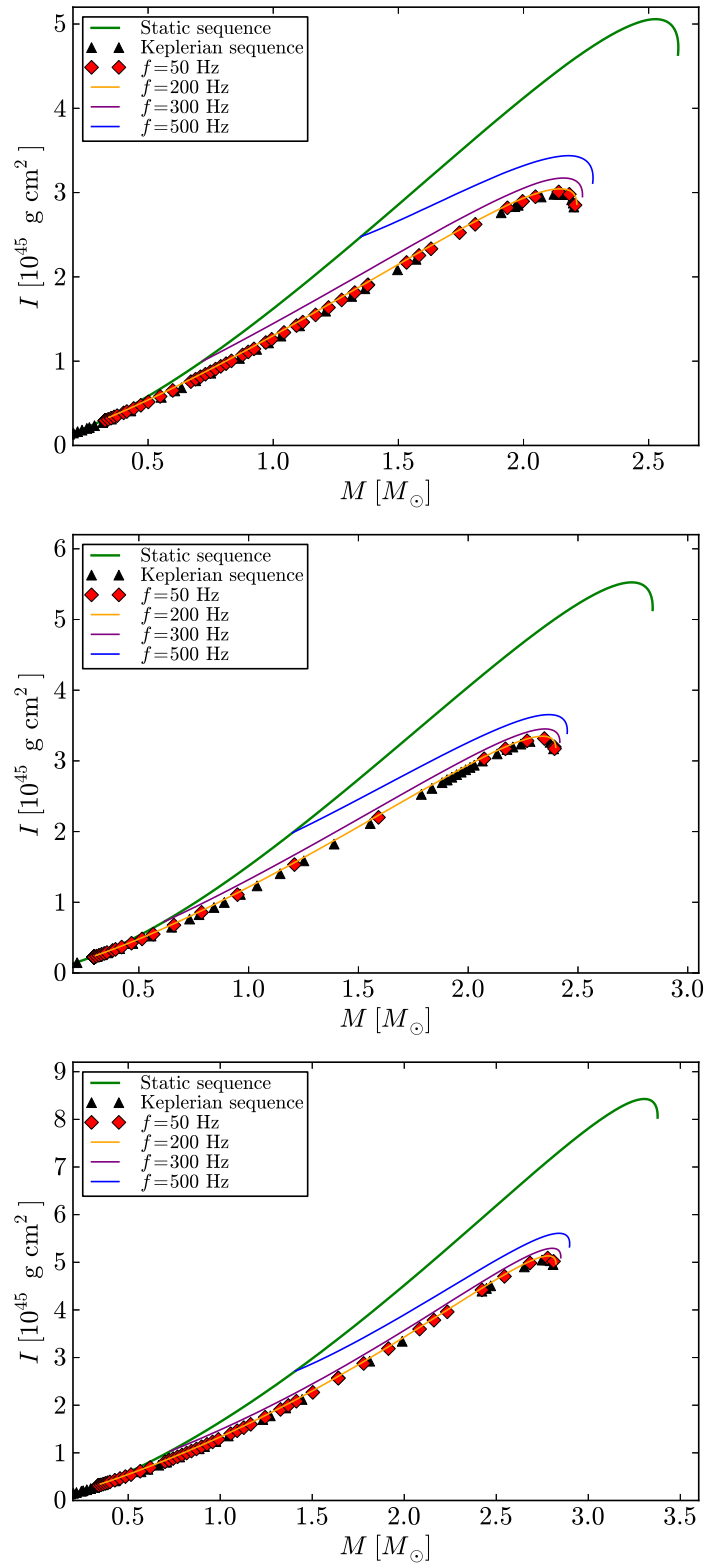 5
4
3
2
1
0
I [10^45 g cm^2 ]
Static sequence
Keplerian sequence
f=50 Hz
f=200 Hz
f=300 Hz
f=500 Hz
0.5 1.0 1.5 2.0 2.5
M [M⊙]
6
5
4
3
2
1
0
I [10^45 g cm^2 ]
Static sequence
Keplerian sequence
f=50 Hz
f=200 Hz
f=300 Hz
f=500 Hz
0.5 1.0 1.5 2.0 2.5 3.0
M [M⊙]
9
8
7
6
5
4
3
2
1
0
I [10^45 g cm^2 ]
Static sequence
Keplerian sequence
f=50 Hz
f=200 Hz
f=300 Hz
f=500 Hz
0.5 1.0 1.5 2.0 2.5 3.0 3.5
M [M⊙]